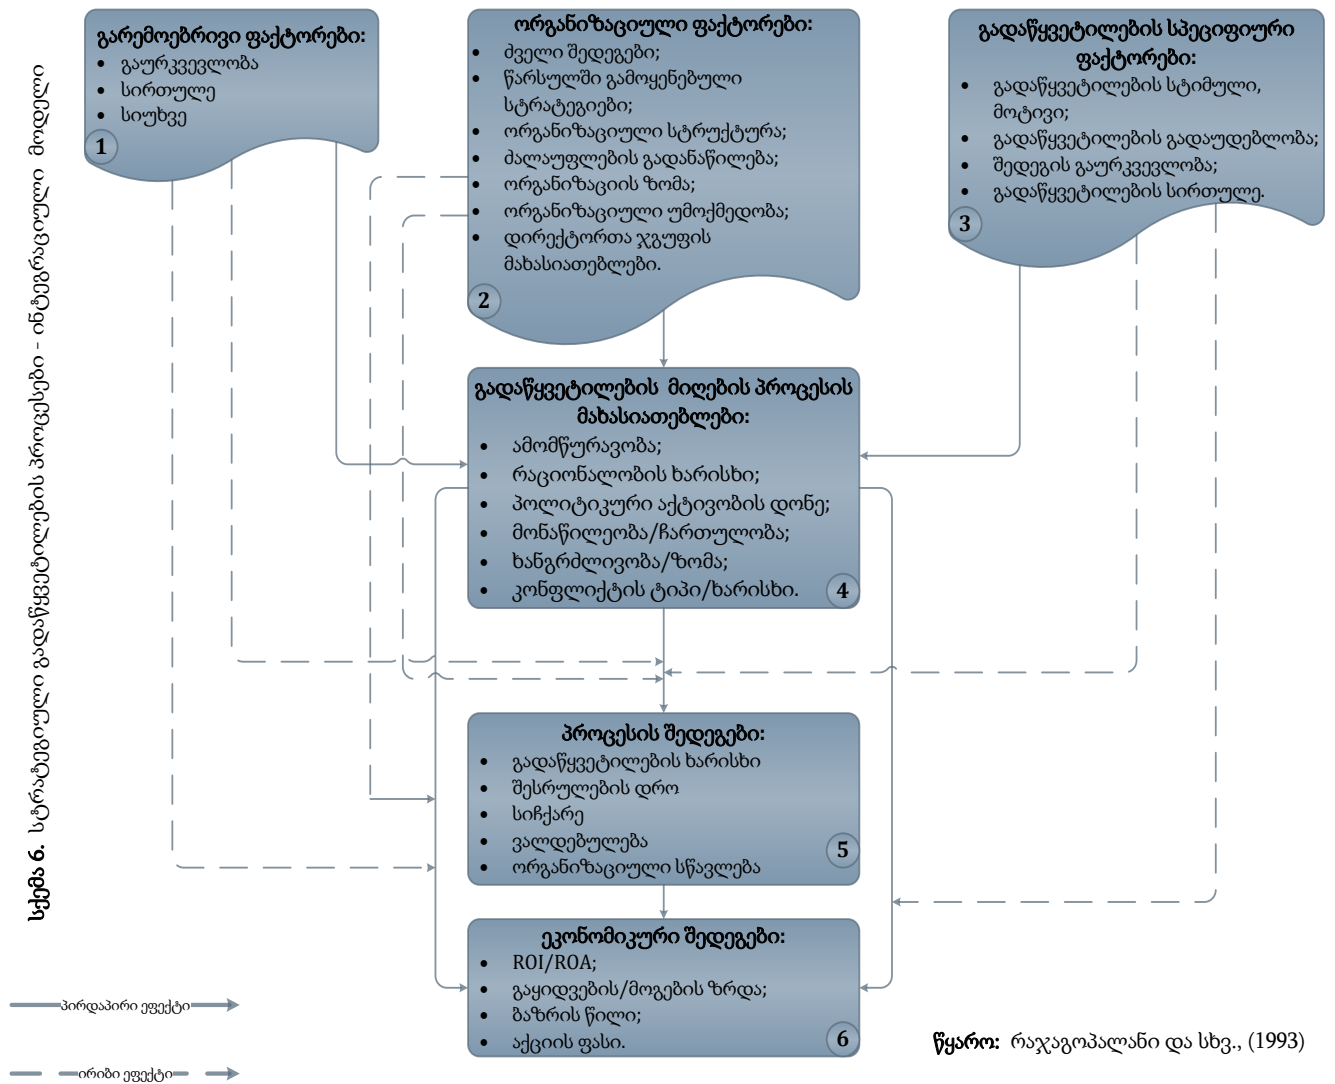 სქემა 6. სტრატეგიული გადაწყვეტილების პროცესები - ინტეგრაციული მოდელი
გარემოებრივი ფაქტორები:
• გაურკვევლობა
• სირთულე
• სიუხვე
1
ორგანიზაციული ფაქტორები:
• ძველი შედეგები;
• წარსულში გამოყენებული
სტრატეგიები;
• ორგანიზაციული სტრუქტურა;
• ძალაუფლების გადანაწილება;
• ორგანიზაციის ზომა;
• ორგანიზაციული უმოქმედობა;
• დირექტორთა ჯგუფის
მახასიათებლები.
2
გადაწყვეტილების სპეციფიური
ფაქტორები:
• გადაწყვეტილების სტიმული,
მოტივი;
• გადაწყვეტილების გადაუდებლობა;
• შედეგის გაურკვევლობა;
• გადაწყვეტილების სირთულე.
3
გადაწყვეტილების მიღების პროცესის
მახასიათებლები:
• ამომწურავობა;
• რაციონალობის ხარისხი;
• პოლიტიკური აქტივობის დონე;
• მონაწილეობა/ჩართულობა;
• ხანგრძლივობა/ზომა;
• კონფლიქტის ტიპი/ხარისხი.
4
პროცესის შედეგები:
• გადაწყვეტილების ხარისხი
• შესრულების დრო
• სიჩქარე
• ვალდებულება
• ორგანიზაციული სწავლება
5
ეკონომიკური შედეგები:
• ROI/ROA;
• გაყიდვების/მოგების ზრდა;
• ბაზრის წილი;
• აქციის ფასი.
6
პირდაპირი ეფექტი
ირიბი ეფექტი
წყარო: რაჯაგოპალანი და სხვ., (1993)